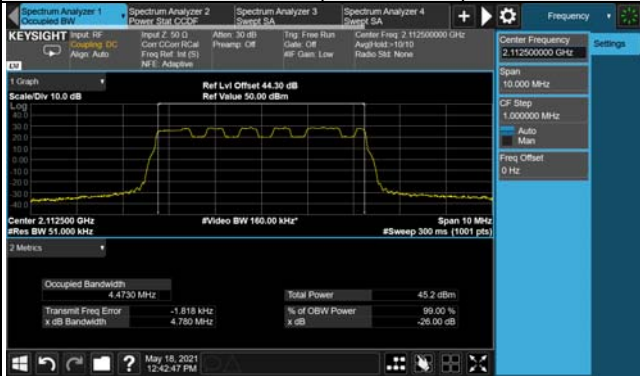 Spectrum Analyzer 1
Occupied BW
Spectrum Analyzer 2
Power Stat CCDF
Spectrum Analyzer 3
Swept SA
Spectrum Analyzer 4
Swept SA
Frequency
KEYSIGHT
Input: RF
Coupling: DC
Align: Auto
Input Z: 50 Ω
Corr CCorr RCal
Freq Ref: Int (S)
NFE: Adaptive
Atten: 30 dB
Preamp: Off
Trig: Free Run
Gate: Off
#IF Gain: Low
Center Freq: 2.112500000 GHz
Avg|Hold:>10/10
Radio Std: None
LXI
Center Frequency
2.112500000 GHz
Settings
Span
10.000 MHz
CF Step
1.000000 MHz
Auto
Man
Freq Offset
0 Hz
1 Graph
Scale/Div 10.0 dB
Ref Lvl Offset 44.30 dB
Ref Value 50.00 dBm
Log
40.0
30.0
20.0
10.0
0.00
-10.0
-20.0
-30.0
-40.0
Center 2.112500 GHz
#Res BW 51.000 kHz
#Video BW 160.00 kHz*
Span 10 MHz
#Sweep 300 ms (1001 pts)
2 Metrics
Occupied Bandwidth
4.4730 MHz
Total Power 45.2 dBm
Transmit Freq Error -1.818 kHz
% of OBW Power 99.00 %
x dB Bandwidth 4.780 MHz
x dB -26.00 dB
?
May 18, 2021
12:42:47 PM